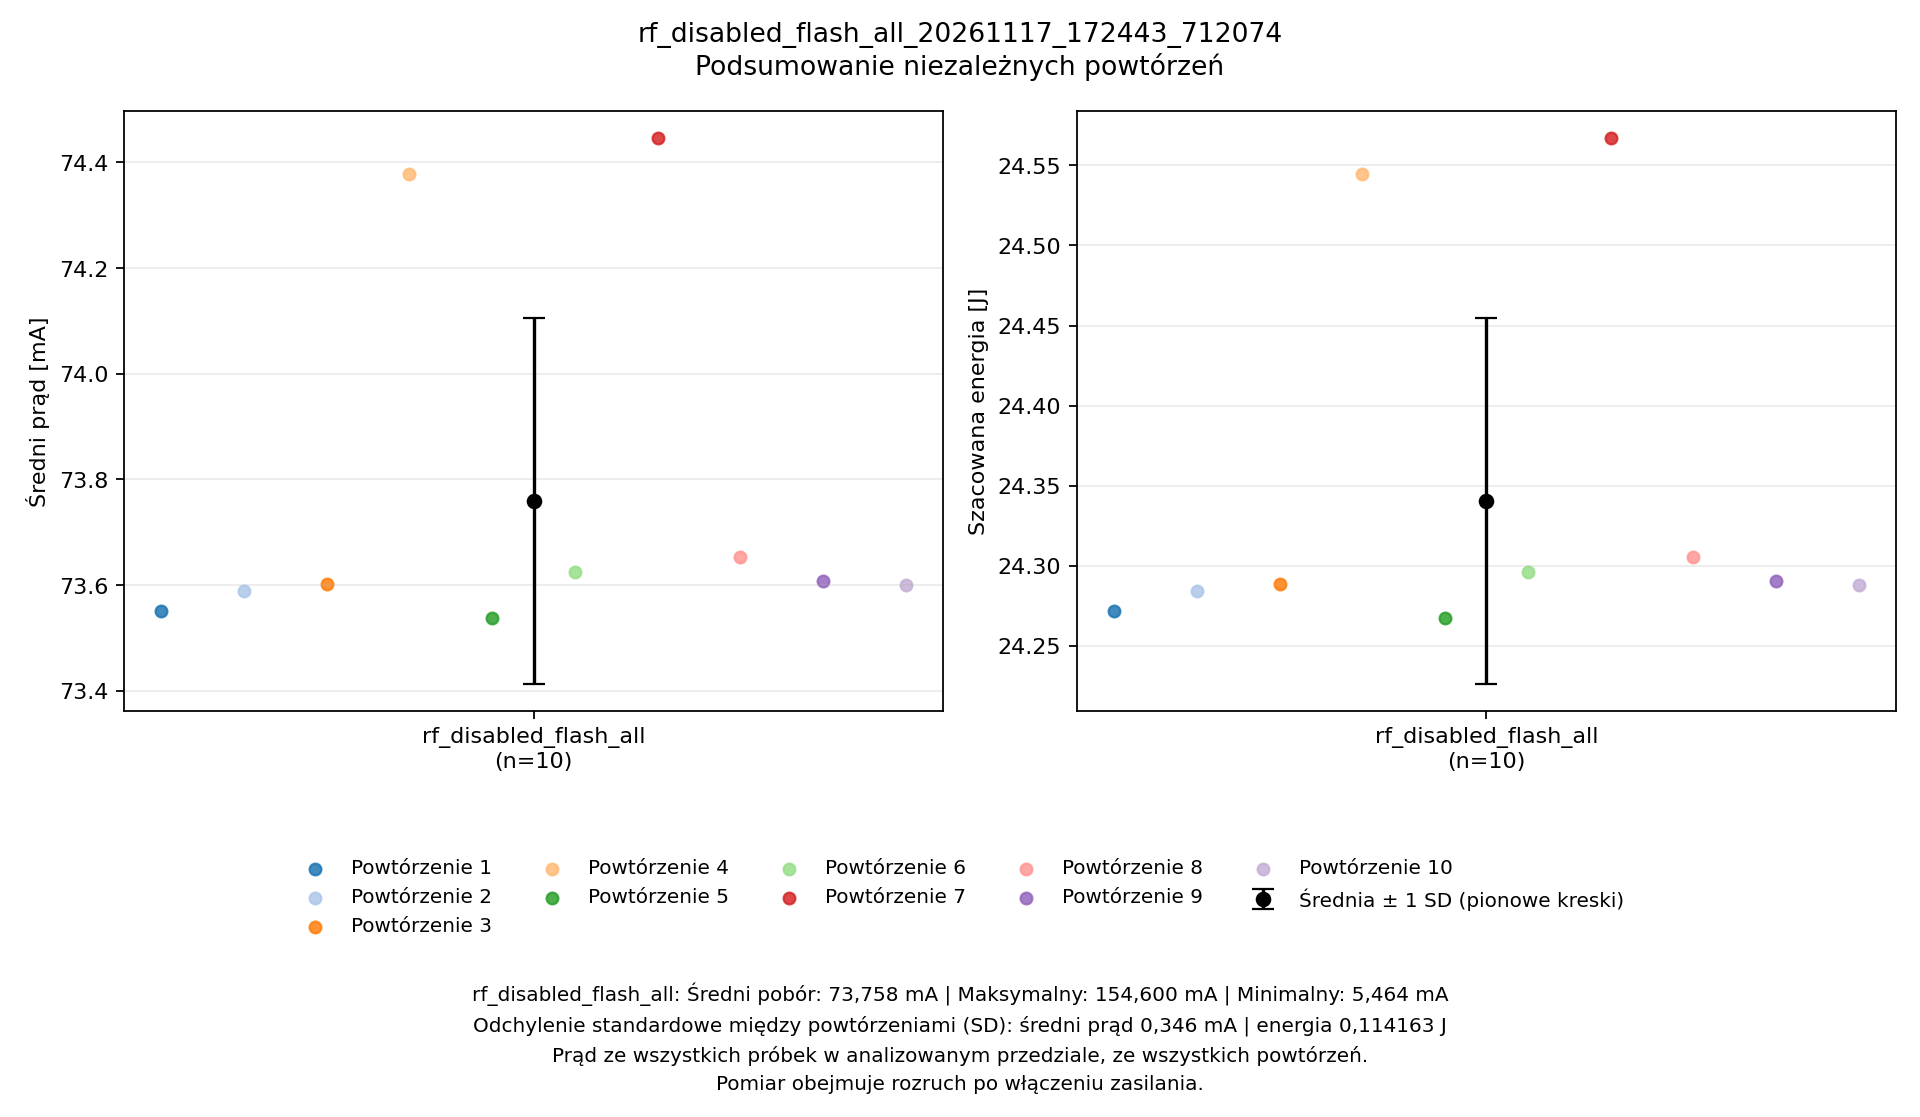 rf_disabled_flash_all_20261117_172443_712074
Podsumowanie niezależnych powtórzeń
Średni prąd [mA]
74.4
74.2
74.0
73.8
73.6
73.4
rf_disabled_flash_all
(n=10)
Szacowana energia [J]
24.55
24.50
24.45
24.40
24.35
24.30
24.25
rf_disabled_flash_all
(n=10)
Powtórzenie 1
Powtórzenie 2
Powtórzenie 3
Powtórzenie 4
Powtórzenie 5
Powtórzenie 6
Powtórzenie 7
Powtórzenie 8
Powtórzenie 9
Powtórzenie 10
Średnia ± 1 SD (pionowe kreski)
rf_disabled_flash_all: Średni pobór: 73,758 mA | Maksymalny: 154,600 mA | Minimalny: 5,464 mA
Odchylenie standardowe między powtórzeniami (SD): średni prąd 0,346 mA | energia 0,114163 J
Prąd ze wszystkich próbek w analizowanym przedziale, ze wszystkich powtórzeń.
Pomiar obejmuje rozruch po włączeniu zasilania.